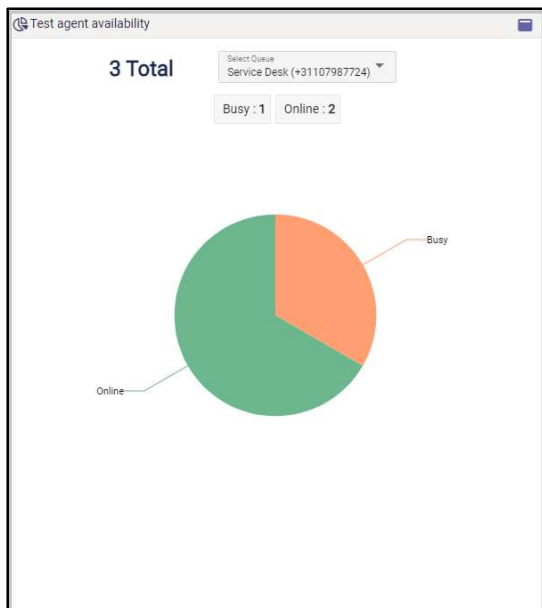 Test agent availability
3 Total
Select Queue
Service Desk (+31107987724)
Busy : 1 Online : 2
Busy
Online